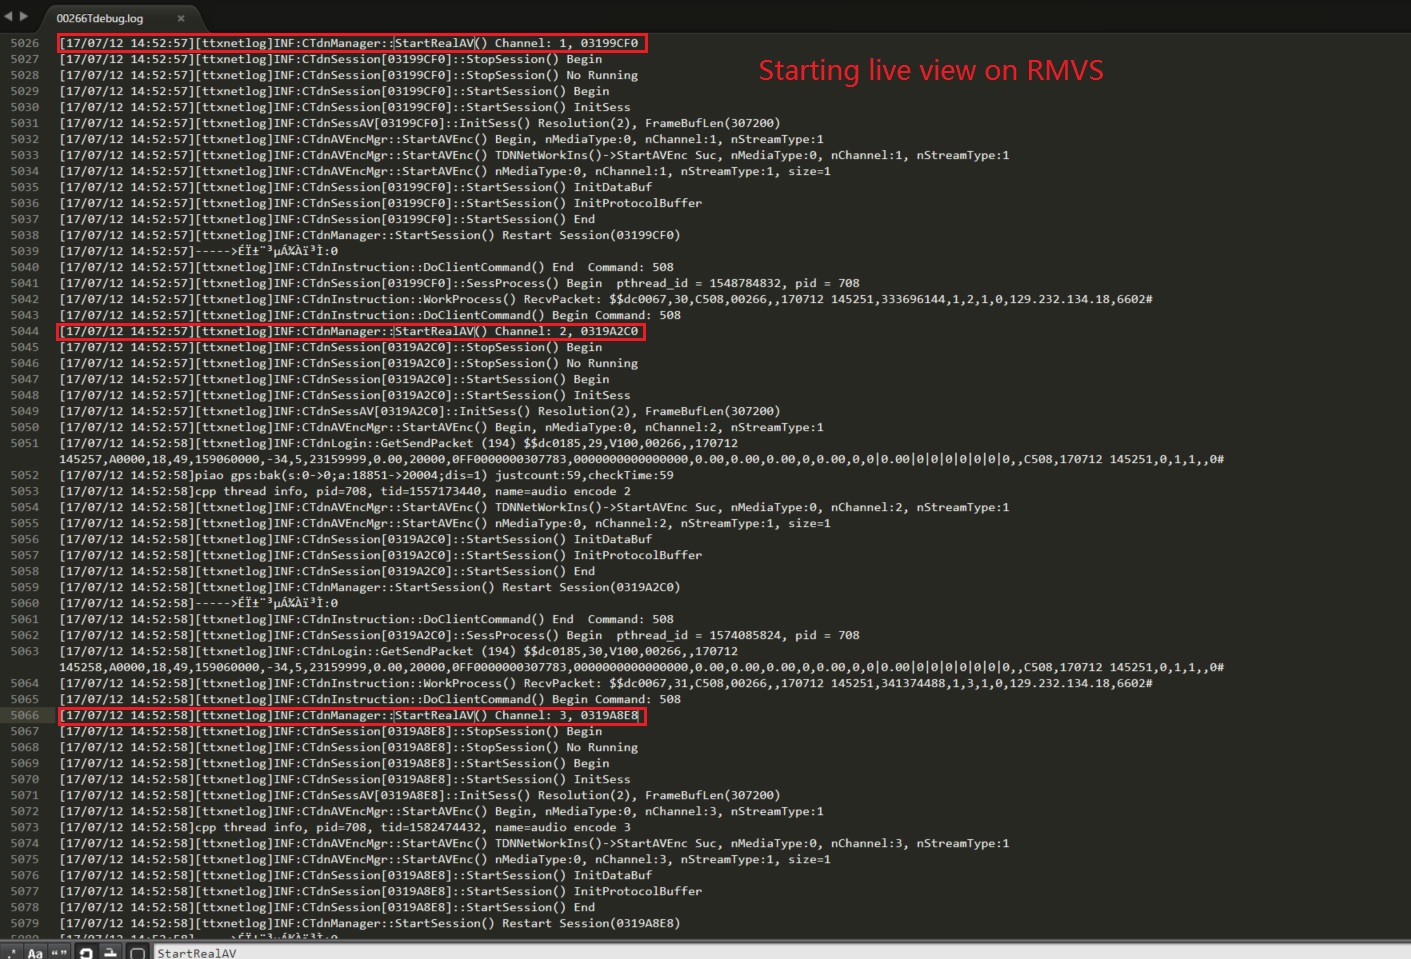 00266Tdebug.log ×
5026 [17/07/12 14:52:57][ttxnetlog]INF:CTdnManager::StartRealAV() Channel: 1, 03199CF0
Starting live view on RMVS
5027 [17/07/12 14:52:57][ttxnetlog]INF:CTdnSession[03199CF0]::StopSession() Begin
5028 [17/07/12 14:52:57][ttxnetlog]INF:CTdnSession[03199CF0]::StopSession() No Running
5029 [17/07/12 14:52:57][ttxnetlog]INF:CTdnSession[03199CF0]::StartSession() Begin
5030 [17/07/12 14:52:57][ttxnetlog]INF:CTdnSession[03199CF0]::StartSession() InitSess
5031 [17/07/12 14:52:57][ttxnetlog]INF:CTdnSessAV[03199CF0]::InitSess() Resolution(2), FrameBufLen(307200)
5032 [17/07/12 14:52:57][ttxnetlog]INF:CTdnAVEncMgr::StartAVEnc() Begin, nMediaType:0, nChannel:1, nStreamType:1
5033 [17/07/12 14:52:57][ttxnetlog]INF:CTdnAVEncMgr::StartAVEnc() TDNNetWorkIns()->StartAVEnc Suc, nMediaType:0, nChannel:1, nStreamType:1
5034 [17/07/12 14:52:57][ttxnetlog]INF:CTdnAVEncMgr::StartAVEnc() nMediaType:0, nChannel:1, nStreamType:1, size=1
5035 [17/07/12 14:52:57][ttxnetlog]INF:CTdnSession[03199CF0]::StartSession() InitDataBuf
5036 [17/07/12 14:52:57][ttxnetlog]INF:CTdnSession[03199CF0]::StartSession() InitProtocolBuffer
5037 [17/07/12 14:52:57][ttxnetlog]INF:CTdnSession[03199CF0]::StartSession() End
5038 [17/07/12 14:52:57][ttxnetlog]INF:CTdnManager::StartSession() Restart Session(03199CF0)
5039 [17/07/12 14:52:57]----->ÉÏ±¨³µÁ¾Àï³Ì:0
5040 [17/07/12 14:52:57][ttxnetlog]INF:CTdnInstruction::DoClientCommand() End  Command: 508
5041 [17/07/12 14:52:57][ttxnetlog]INF:CTdnSession[03199CF0]::SessProcess() Begin  pthread_id = 1548784832, pid = 708
5042 [17/07/12 14:52:57][ttxnetlog]INF:CTdnInstruction::WorkProcess() RecvPacket: $$dc0067,30,C508,00266,,170712 145251,333696144,1,2,1,0,129.232.134.18,6602#
5043 [17/07/12 14:52:57][ttxnetlog]INF:CTdnInstruction::DoClientCommand() Begin Command: 508
5044 [17/07/12 14:52:57][ttxnetlog]INF:CTdnManager::StartRealAV() Channel: 2, 0319A2C0
5045 [17/07/12 14:52:57][ttxnetlog]INF:CTdnSession[0319A2C0]::StopSession() Begin
5046 [17/07/12 14:52:57][ttxnetlog]INF:CTdnSession[0319A2C0]::StopSession() No Running
5047 [17/07/12 14:52:57][ttxnetlog]INF:CTdnSession[0319A2C0]::StartSession() Begin
5048 [17/07/12 14:52:57][ttxnetlog]INF:CTdnSession[0319A2C0]::StartSession() InitSess
5049 [17/07/12 14:52:57][ttxnetlog]INF:CTdnSessAV[0319A2C0]::InitSess() Resolution(2), FrameBufLen(307200)
5050 [17/07/12 14:52:57][ttxnetlog]INF:CTdnAVEncMgr::StartAVEnc() Begin, nMediaType:0, nChannel:2, nStreamType:1
5051 [17/07/12 14:52:58][ttxnetlog]INF:CTdnLogin::GetSendPacket (194) $$dc0185,29,V100,00266,,170712
145257,A0000,18,49,159060000,-34,5,23159999,0.00,20000,0FF0000000307783,0000000000000000,0.00,0.00,0.00,0,0.00,0,0|0.00|0|0|0|0|0|0|0,,C508,170712 145251,0,1,1,,0#
5052 [17/07/12 14:52:58]piao gps:bak(s:0->0;a:18851->20004;dis=1) justcount:59,checkTime:59
5053 [17/07/12 14:52:58]cpp thread info, pid=708, tid=1557173440, name=audio encode 2
5054 [17/07/12 14:52:58][ttxnetlog]INF:CTdnAVEncMgr::StartAVEnc() TDNNetWorkIns()->StartAVEnc Suc, nMediaType:0, nChannel:2, nStreamType:1
5055 [17/07/12 14:52:58][ttxnetlog]INF:CTdnAVEncMgr::StartAVEnc() nMediaType:0, nChannel:2, nStreamType:1, size=1
5056 [17/07/12 14:52:58][ttxnetlog]INF:CTdnSession[0319A2C0]::StartSession() InitDataBuf
5057 [17/07/12 14:52:58][ttxnetlog]INF:CTdnSession[0319A2C0]::StartSession() InitProtocolBuffer
5058 [17/07/12 14:52:58][ttxnetlog]INF:CTdnSession[0319A2C0]::StartSession() End
5059 [17/07/12 14:52:58][ttxnetlog]INF:CTdnManager::StartSession() Restart Session(0319A2C0)
5060 [17/07/12 14:52:58]----->ÉÏ±¨³µÁ¾Àï³Ì:0
5061 [17/07/12 14:52:58][ttxnetlog]INF:CTdnInstruction::DoClientCommand() End  Command: 508
5062 [17/07/12 14:52:58][ttxnetlog]INF:CTdnSession[0319A2C0]::SessProcess() Begin  pthread_id = 1574085824, pid = 708
5063 [17/07/12 14:52:58][ttxnetlog]INF:CTdnLogin::GetSendPacket (194) $$dc0185,30,V100,00266,,170712
145258,A0000,18,49,159060000,-34,5,23159999,0.00,20000,0FF0000000307783,0000000000000000,0.00,0.00,0.00,0,0.00,0,0|0.00|0|0|0|0|0|0|0,,C508,170712 145251,0,1,1,,0#
5064 [17/07/12 14:52:58][ttxnetlog]INF:CTdnInstruction::WorkProcess() RecvPacket: $$dc0067,31,C508,00266,,170712 145251,341374488,1,3,1,0,129.232.134.18,6602#
5065 [17/07/12 14:52:58][ttxnetlog]INF:CTdnInstruction::DoClientCommand() Begin Command: 508
5066 [17/07/12 14:52:58][ttxnetlog]INF:CTdnManager::StartRealAV() Channel: 3, 0319A8E8
5067 [17/07/12 14:52:58][ttxnetlog]INF:CTdnSession[0319A8E8]::StopSession() Begin
5068 [17/07/12 14:52:58][ttxnetlog]INF:CTdnSession[0319A8E8]::StopSession() No Running
5069 [17/07/12 14:52:58][ttxnetlog]INF:CTdnSession[0319A8E8]::StartSession() Begin
5070 [17/07/12 14:52:58][ttxnetlog]INF:CTdnSession[0319A8E8]::StartSession() InitSess
5071 [17/07/12 14:52:58][ttxnetlog]INF:CTdnSessAV[0319A8E8]::InitSess() Resolution(2), FrameBufLen(307200)
5072 [17/07/12 14:52:58][ttxnetlog]INF:CTdnAVEncMgr::StartAVEnc() Begin, nMediaType:0, nChannel:3, nStreamType:1
5073 [17/07/12 14:52:58]cpp thread info, pid=708, tid=1582474432, name=audio encode 3
5074 [17/07/12 14:52:58][ttxnetlog]INF:CTdnAVEncMgr::StartAVEnc() TDNNetWorkIns()->StartAVEnc Suc, nMediaType:0, nChannel:3, nStreamType:1
5075 [17/07/12 14:52:58][ttxnetlog]INF:CTdnAVEncMgr::StartAVEnc() nMediaType:0, nChannel:3, nStreamType:1, size=1
5076 [17/07/12 14:52:58][ttxnetlog]INF:CTdnSession[0319A8E8]::StartSession() InitDataBuf
5077 [17/07/12 14:52:58][ttxnetlog]INF:CTdnSession[0319A8E8]::StartSession() InitProtocolBuffer
5078 [17/07/12 14:52:58][ttxnetlog]INF:CTdnSession[0319A8E8]::StartSession() End
5079 [17/07/12 14:52:58][ttxnetlog]INF:CTdnManager::StartSession() Restart Session(0319A8E8)
.* Aa “” StartRealAV